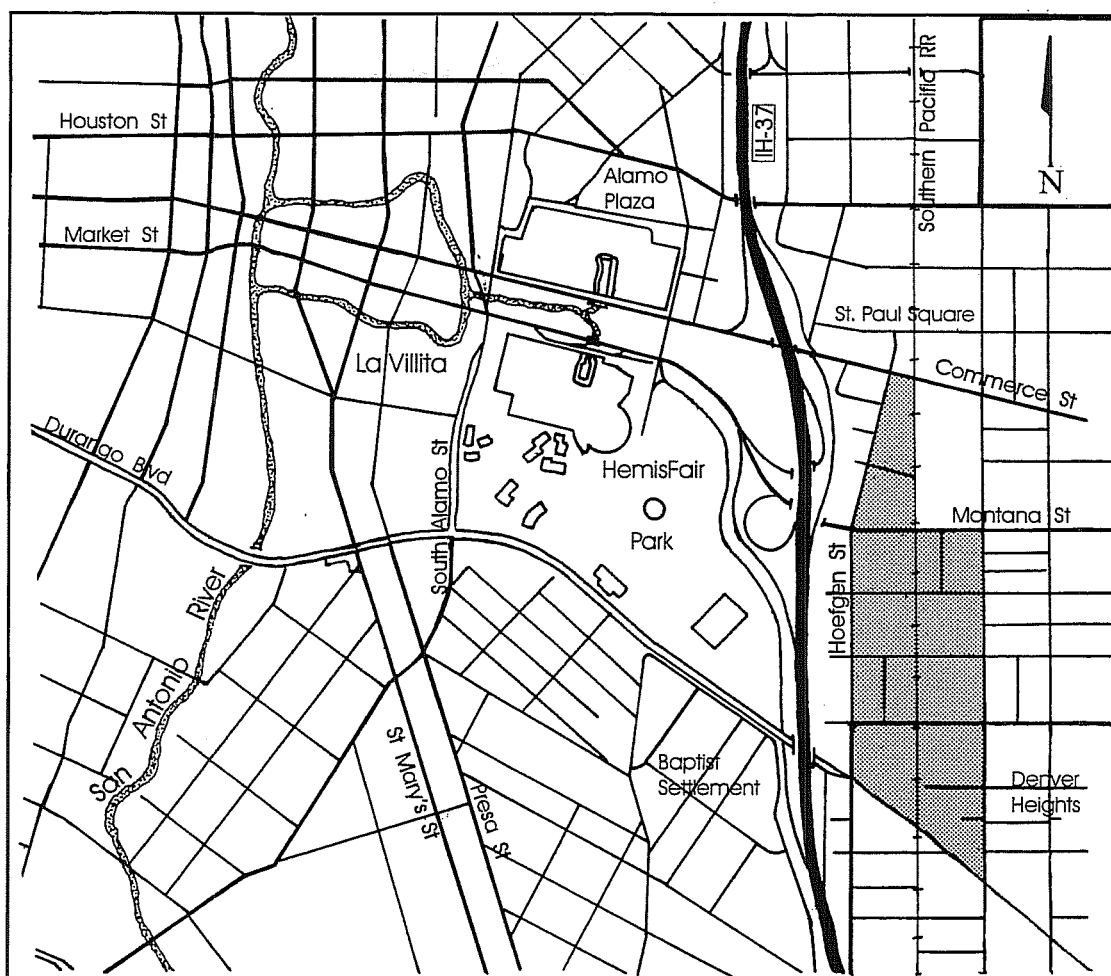 Southern Pacific RR
IH-37
Houston St
Alamo
Plaza
N
Market St
St. Paul Square
La Villita
Commerce St
Durango Blvd
HemisFair
Park
South Alamo St
Montana St
Hoefgen St
San Antonio River
St Mary's St
Presa St
Baptist
Settlement
Denver
Heights